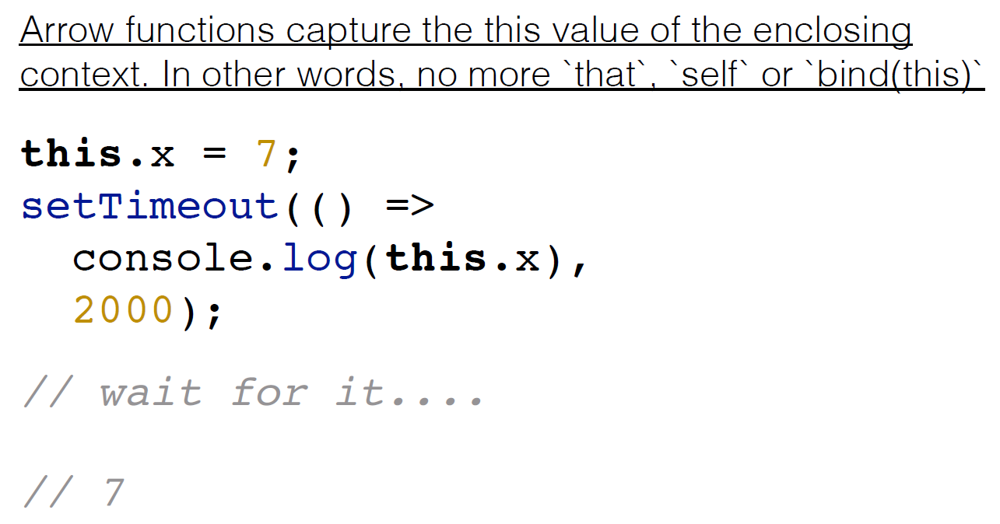 Arrow functions capture the this value of the enclosing
context. In other words, no more `that`, `self` or `bind(this)`
this.x = 7;
setTimeout(() =>
  console.log(this.x),
  2000);
// wait for it....
// 7